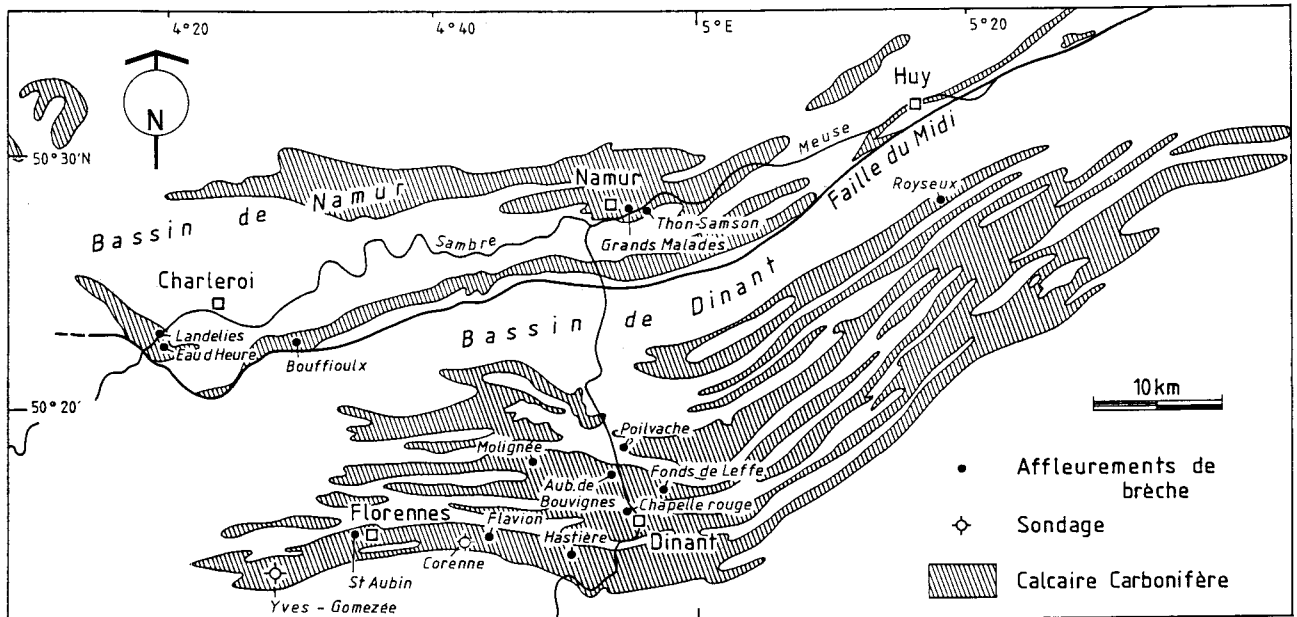 4°20
4°40
5°E
5°20
N
50°30'N
50°20'
Huy
Meuse
Faille du Midi
Royseux
Namur
Thon-Samson
Grands Malades
Bassin de Namur
Sambre
Charleroi
Landelies
Eau d'Heure
Bouffioulx
Bassin de Dinant
10 km
Poilvache
Molignée
Fonds de Leffe
Aub. de
Bouvignes
Chapelle rouge
Florennes
Flavion
Hastière
Dinant
Corenne
St Aubin
Yves - Gomezée
Affleurements de
brèche
Sondage
Calcaire Carbonifère